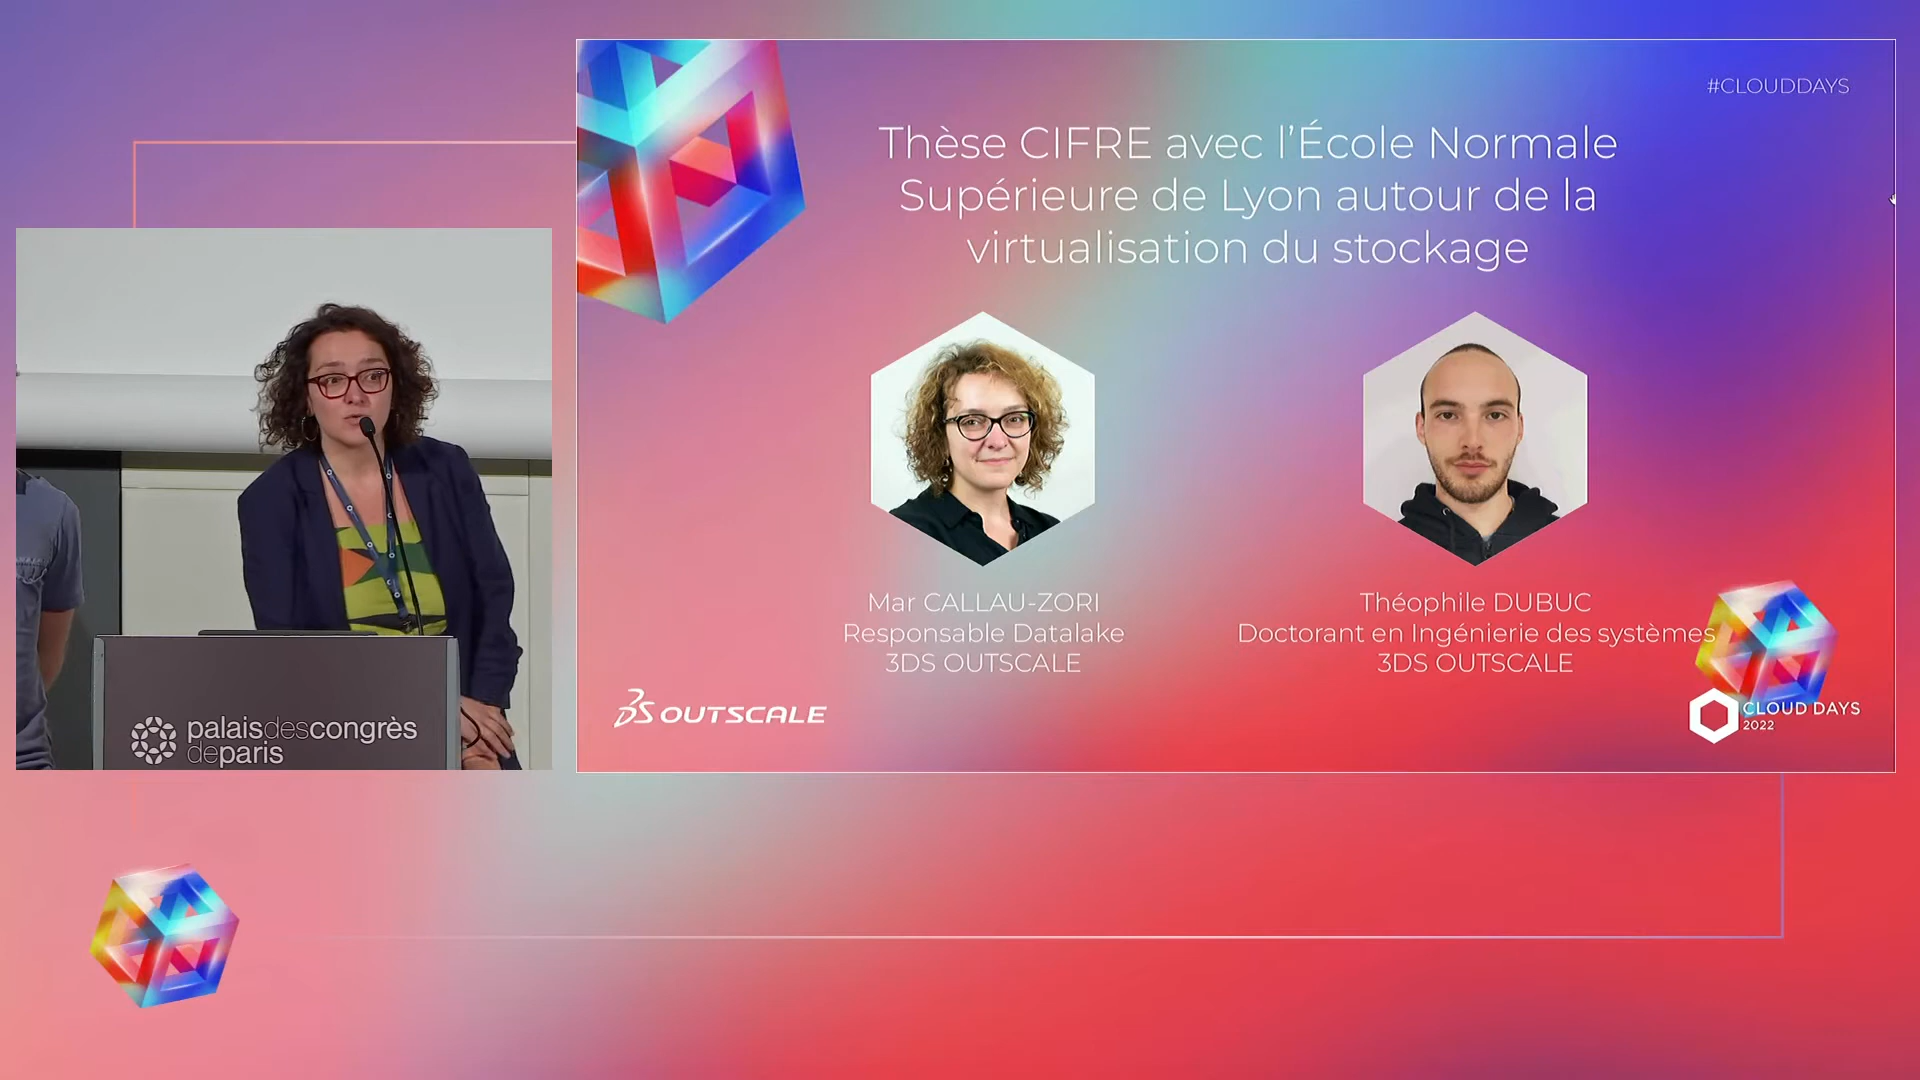 #CLOUDDAYS
Thèse CIFRE avec l'École Normale
Supérieure de Lyon autour de la
virtualisation du stockage
Mar CALLAU-ZORI
Responsable Datalake
3DS OUTSCALE
Théophile DUBUC
Doctorant en Ingénierie des systèmes
3DS OUTSCALE
3DS OUTSCALE
CLOUD DAYS
2022
palaisdescongrès
deparis